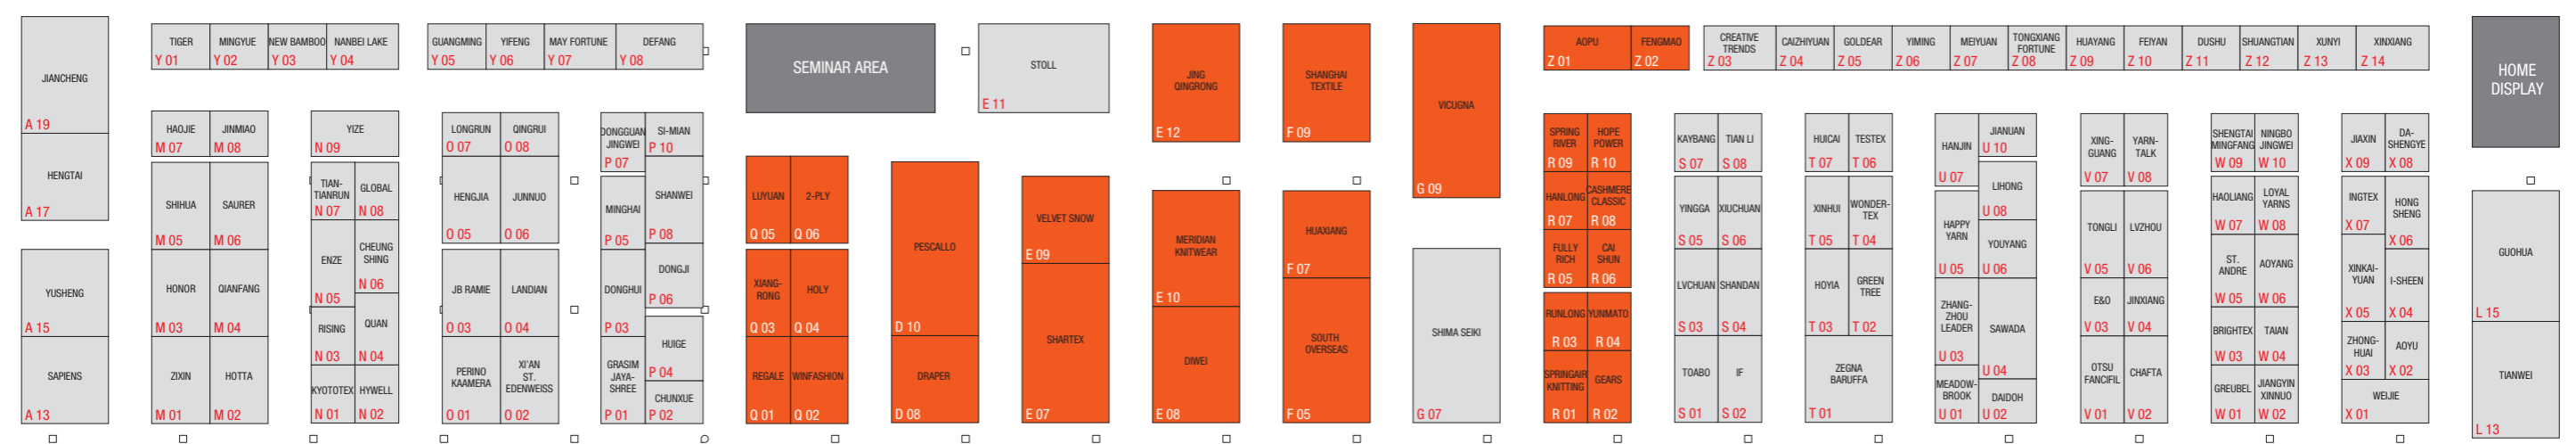 JIANCHENG
A 19
HENGTAI
A 17
YUSHENG
A 15
SAPIENS
A 13
TIGER
Y 01
MINGYUE
Y 02
NEW BAMBOO
Y 03
NANBEI LAKE
Y 04
GUANGMING
Y 05
YIFENG
Y 06
MAY FORTUNE
Y 07
DEFANG
Y 08
HAOJIE
M 07
JINMIAO
M 08
SHIHUA
M 05
SAURER
M 06
HONOR
M 03
QIANFANG
M 04
ZIXIN
M 01
HOTTA
M 02
YIZE
N 09
TIAN-
TIANRUN
N 07
GLOBAL
N 08
ENZE
N 05
CHEUNG
SHING
N 06
RISING
N 03
QUAN
N 04
KYOTOTEX
N 01
HYWELL
N 02
LONGRUN
O 07
QINGRUI
O 08
HENGJIA
O 05
JUNNUO
O 06
JB RAMIE
O 03
LANDIAN
O 04
PERINO
KAAMERA
O 01
XI'AN
ST.
EDENWEISS
O 02
DONGGUAN
JINGWEI
P 07
SI-MIAN
P 10
MINGHAI
P 05
SHANWEI
P 08
DONGHUI
P 03
DONGJI
P 06
GRASIM
JAYA-
SHREE
P 01
HUIGE
P 04
CHUNXUE
P 02
SEMINAR AREA
STOLL
E 11
LUYUAN
Q 05
2-PLY
Q 06
XIANG-
RONG
Q 03
HOLY
Q 04
REGALE
Q 01
WINFASHION
Q 02
PESCALLO
D 10
DRAPER
D 08
VELVET SNOW
E 09
SHARTEX
E 07
JING
QINGRONG
E 12
MERIDIAN
KNITWEAR
E 10
DIWEI
E 08
SHANGHAI
TEXTILE
F 09
HUAXIANG
F 07
SOUTH
OVERSEAS
F 05
VICUGNA
G 09
SHIMA SEIKI
G 07
AOPU
Z 01
FENGMAO
Z 02
CREATIVE
TRENDS
Z 03
CAIZHIYUAN
Z 04
GOLDEAR
Z 05
YIMING
Z 06
MEIYUAN
Z 07
TONGXIANG
FORTUNE
Z 08
HUAYANG
Z 09
FEIYAN
Z 10
DUSHU
Z 11
SHUANGTIAN
Z 12
XUNYI
Z 13
XINXIANG
Z 14
SPRING
RIVER
R 09
HOPE
POWER
R 10
HANLONG
R 07
CASHMERE
CLASSIC
R 08
FULLY
RICH
R 05
CAI
SHUN
R 06
RUNLONG
R 03
YUNMATO
R 04
SPRINGAIR
KNITTING
R 01
GEARS
R 02
KAYBANG
S 07
TIAN LI
S 08
YINGGA
S 05
XIUCHUAN
S 06
LVCHUAN
S 03
SHANDAN
S 04
TOABO
S 01
IF
S 02
HUICAI
T 07
TESTEX
T 06
XINHUI
T 05
WONDER-
TEX
T 04
HOYIA
T 03
GREEN
TREE
T 02
ZEGNA
BARUFFA
T 01
HANJIN
U 07
JIANUAN
U 10
LIHONG
U 08
HAPPY
YARN
U 05
YOUYANG
U 06
ZHANG-
ZHOU
LEADER
U 03
SAWADA
U 04
MEADOW-
BROOK
U 01
DAIDOH
U 02
XING-
GUANG
V 07
YARN-
TALK
V 08
TONGLI
V 05
LVZHOU
V 06
E&O
V 03
JINXIANG
V 04
OTSU
FANCIFIL
V 01
CHAFTA
V 02
SHENGTAI
MINGFANG
W 09
NINGBO
JINGWEI
W 10
HAOLIANG
W 07
LOYAL
YARNS
W 08
ST.
ANDRE
W 05
AOYANG
W 06
BRIGHTEX
W 03
TAIAN
W 04
GREUBEL
W 01
JIANGYIN
XINNUO
W 02
JIAXIN
X 09
DA-
SHENGYE
X 08
INGTEX
X 07
HONG
SHENG
X 06
XINKAI-
YUAN
X 05
I-SHEEN
X 04
ZHONG-
HUAI
X 03
AOYU
X 02
WEIJIE
X 01
HOME
DISPLAY
GUOHUA
L 15
TIANWEI
L 13